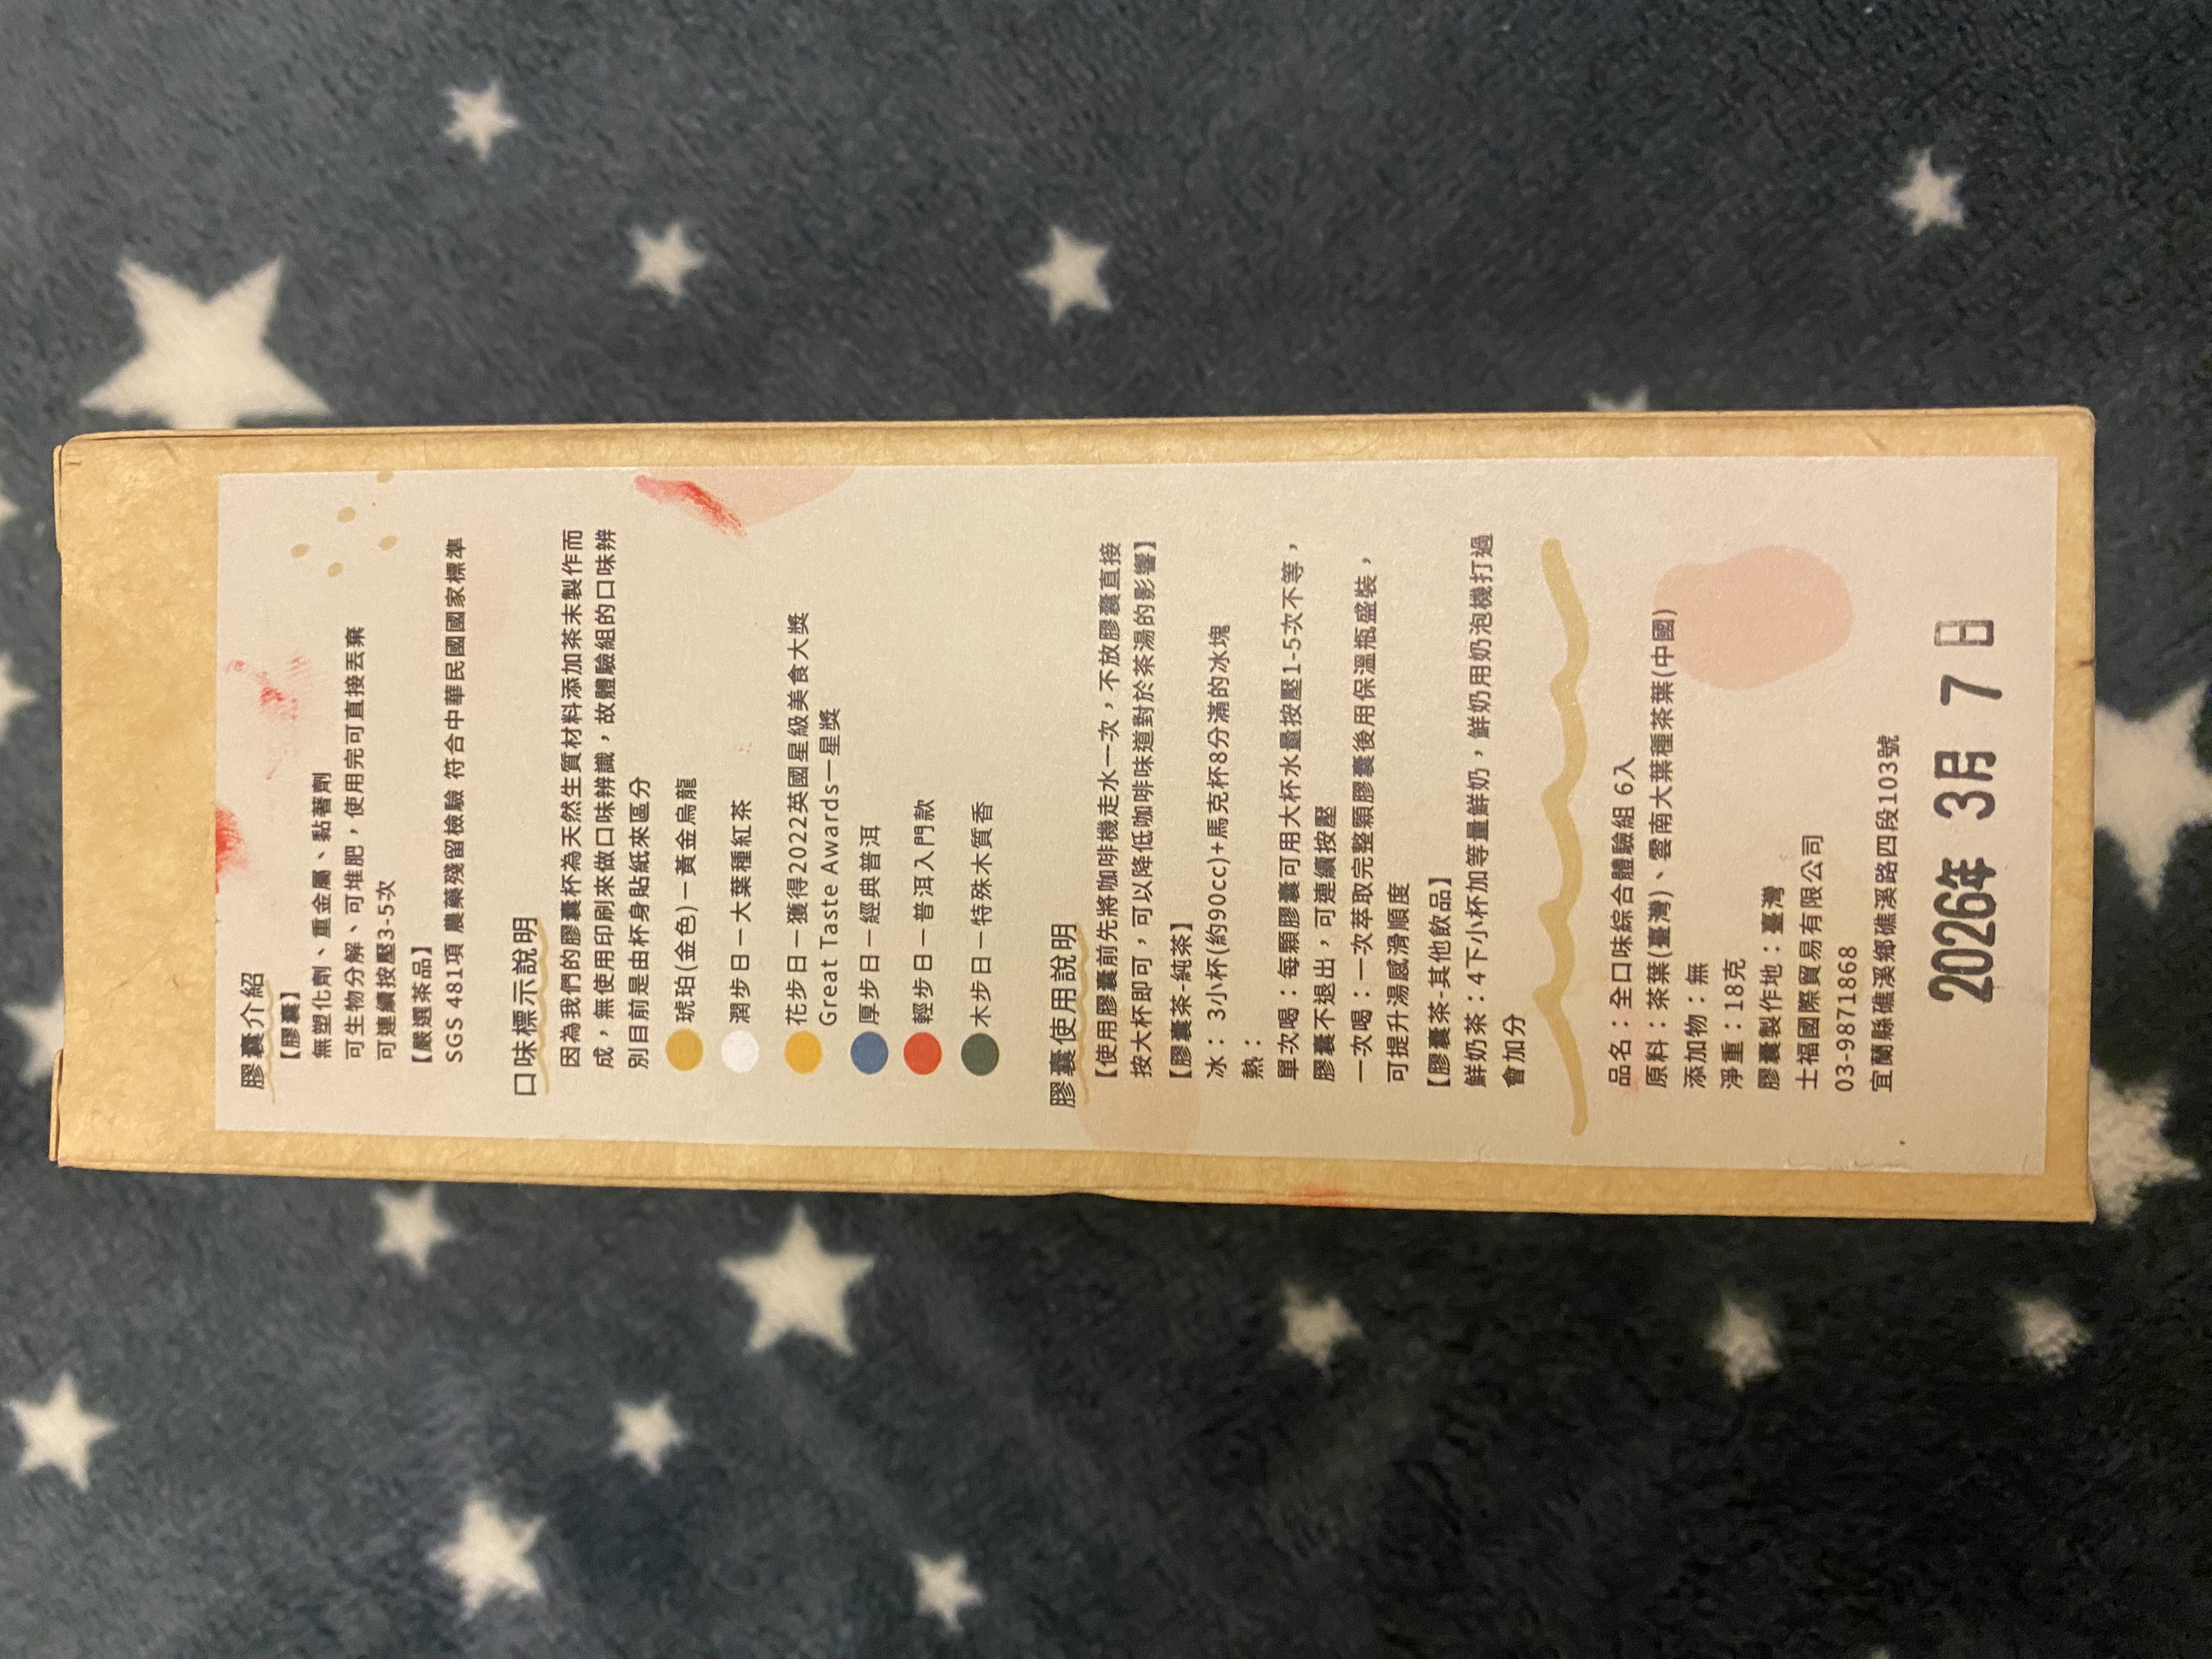 膠囊介紹
【膠囊】
無塑化劑、重金屬、黏著劑
可生物分解、可堆肥，使用完可直接丟棄
可連續按壓3-5次
【嚴選茶品】
SGS 481項 農藥殘留檢驗 符合中華民國國家標準
口味標示說明
因為我們的膠囊杯為天然生質材料添加茶末製作而
成，無使用印刷來做口味辨識，故體驗組的口味辨
別目前是由杯身貼紙來區分
琥珀(金色)－黃金烏龍
潤步日－大葉種紅茶
花步日－獲得2022英國星級美食大獎
Great Taste Awards一星獎
厚步日－經典普洱
輕步日－普洱入門款
木步日－特殊木質香
膠囊使用說明
【使用膠囊前先將咖啡機走水一次，不放膠囊直接
按大杯即可，可以降低咖啡味道對於茶湯的影響】
【膠囊茶-純茶】
冰：3小杯(約90cc)+馬克杯8分滿的冰塊
熱：
單次喝：每顆膠囊可用大杯水量按壓1-5次不等，
膠囊不退出，可連續按壓
一次喝：一次萃取完整顆膠囊後用保溫瓶盛裝，
可提升湯感滑順度
【膠囊茶-其他飲品】
鮮奶茶：4下小杯加等量鮮奶，鮮奶用奶泡機打過
會加分
品名：全口味綜合體驗組 6入
原料：茶葉(臺灣)、雲南大葉種茶葉(中國)
添加物：無
淨重：18克
膠囊製作地：臺灣
士福國際貿易有限公司
03-9871868
宜蘭縣礁溪鄉礁溪路四段103號
2026年 3月 7日